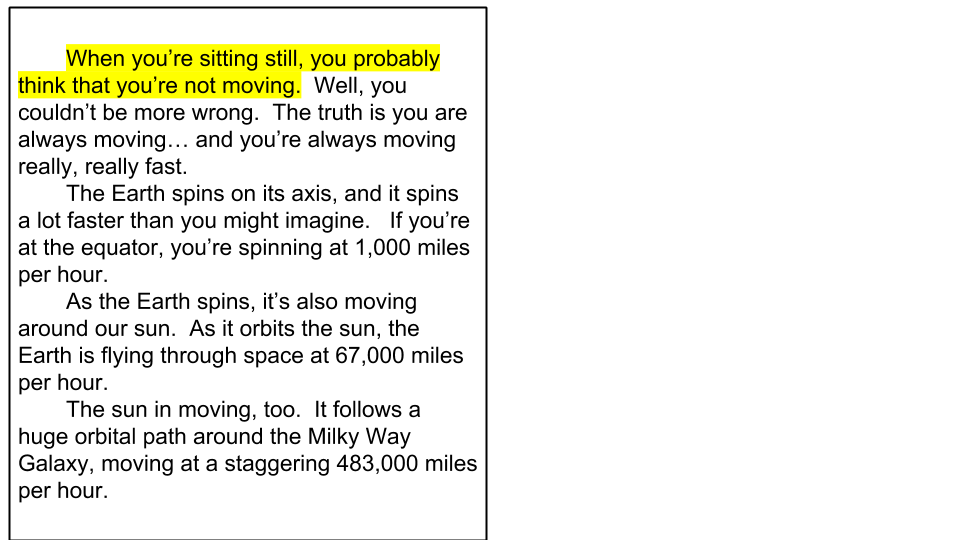 When you’re sitting still, you probably
think that you’re not moving.  Well, you
couldn’t be more wrong.  The truth is you are
always moving… and you’re always moving
really, really fast.
The Earth spins on its axis, and it spins
a lot faster than you might imagine.   If you’re
at the equator, you’re spinning at 1,000 miles
per hour.
As the Earth spins, it’s also moving
around our sun.  As it orbits the sun, the
Earth is flying through space at 67,000 miles
per hour.
The sun in moving, too.  It follows a
huge orbital path around the Milky Way
Galaxy, moving at a staggering 483,000 miles
per hour.